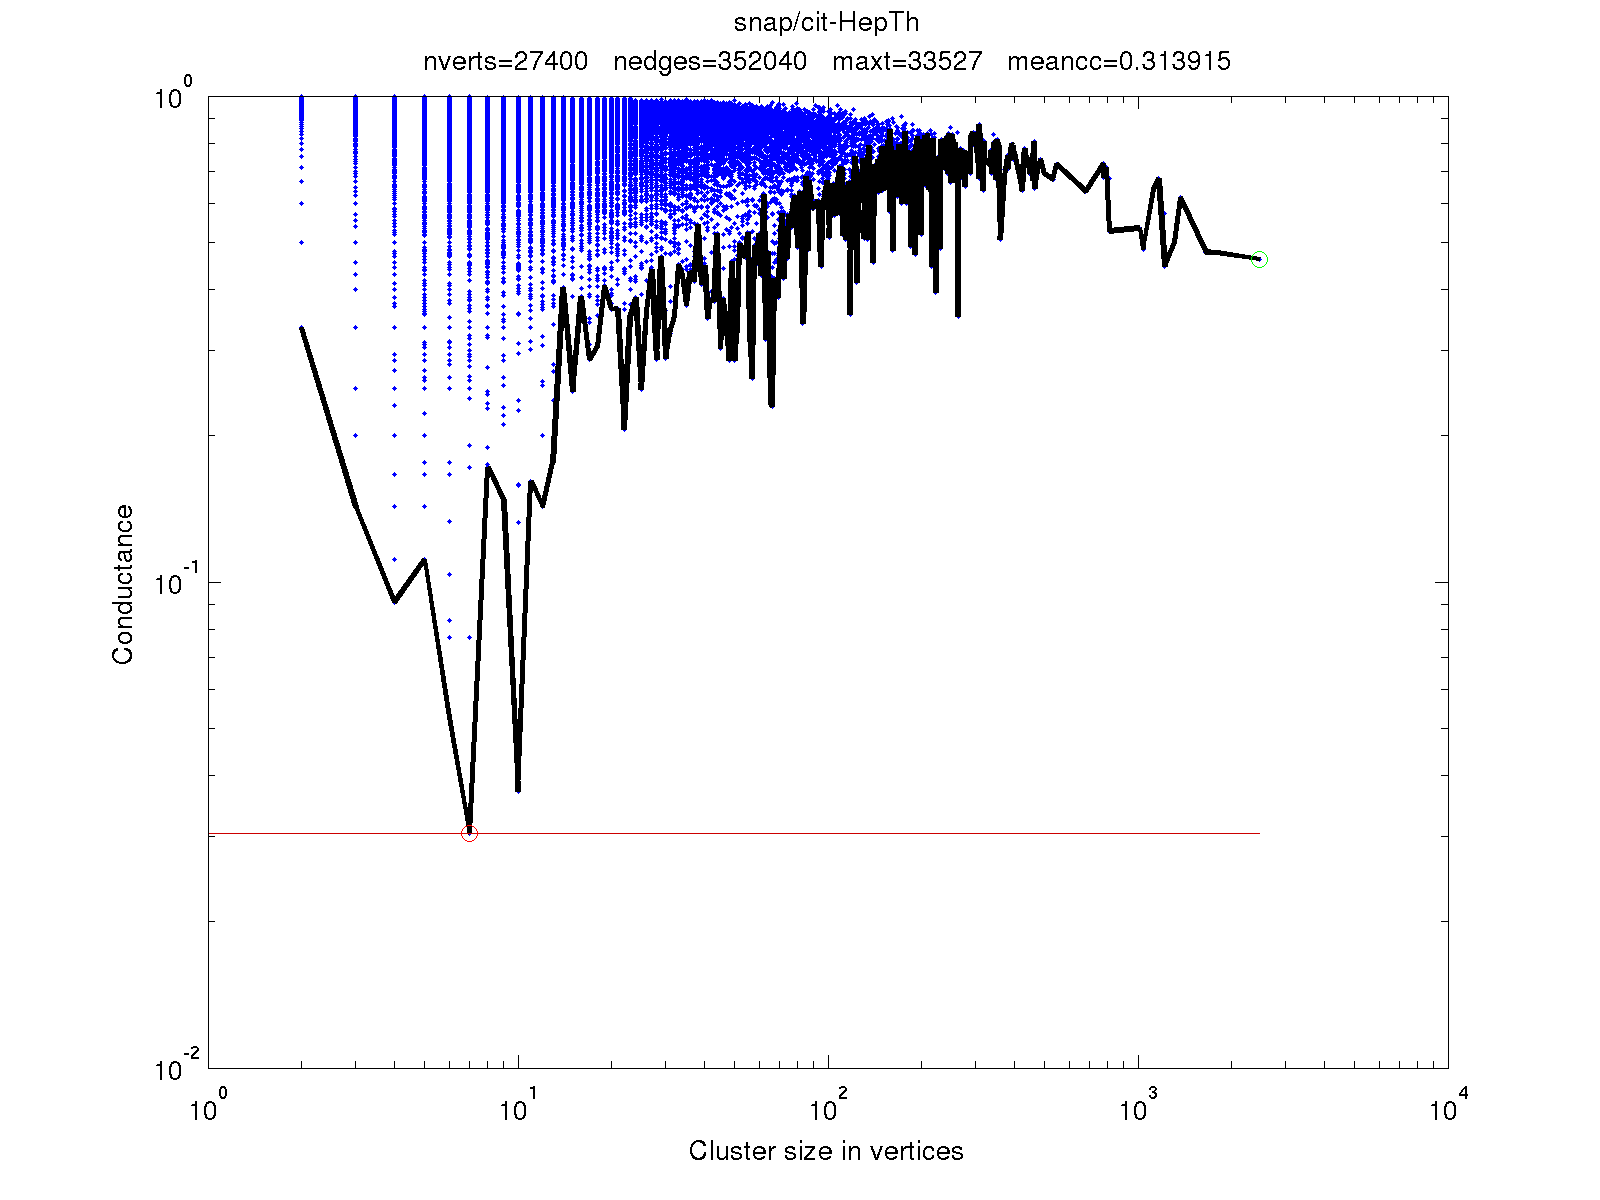 snap/cit-HepTh
nverts=27400 nedges=352040 maxt=33527 meancc=0.313915
10^0
10^-1
10^-2
Conductance
10^0 10^1 10^2 10^3 10^4
Cluster size in vertices